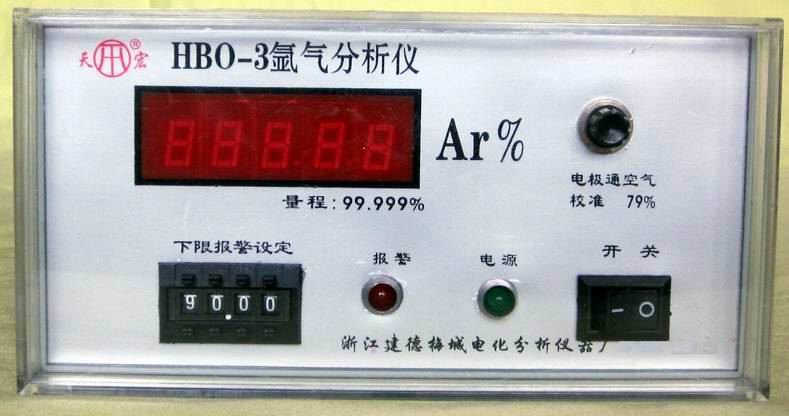 天宏®
HBO-3氩气分析仪
88888
Ar%
量程:99.999%
电极通空气
校准 79%
下限报警设定
报警
电源
开关
9000
浙江建德梅城电化分析仪器厂